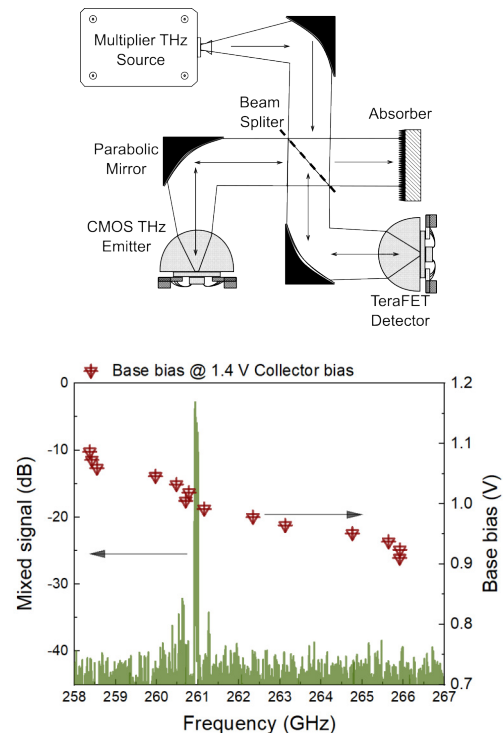 Multiplier THz
Source
Beam
Spliter
Absorber
Parabolic
Mirror
CMOS THz
Emitter
TeraFET
Detector
Base bias @ 1.4 V Collector bias
0
-10
-20
-30
-40
Mixed signal (dB)
1.2
1.1
1.0
0.9
0.8
0.7
Base bias (V)
258 259 260 261 262 263 264 265 266 267
Frequency (GHz)